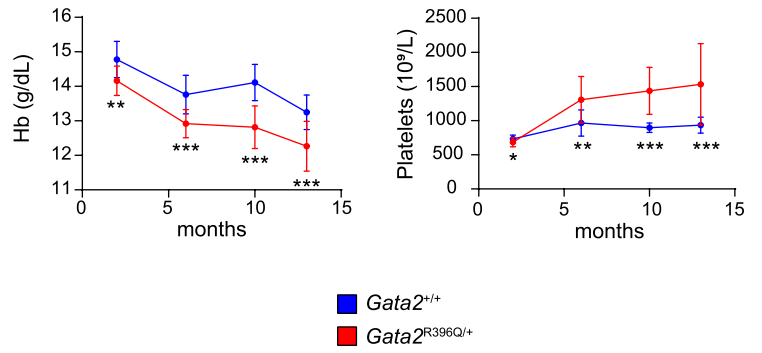 Hb (g/dL)
16
15
14
13
12
11
0 5 10 15
months
** *** *** ***
Platelets (10⁹/L)
2500
2000
1500
1000
500
0
0 5 10 15
months
* ** *** ***
Gata2+/+
Gata2R396Q/+